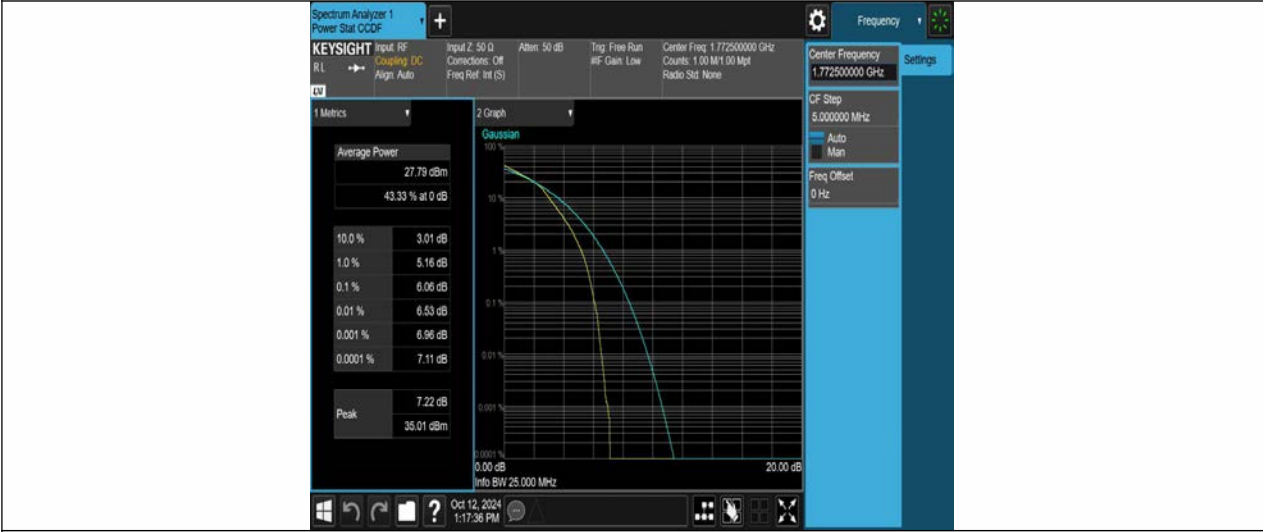 Spectrum Analyzer 1
Power Stat CCDF
Frequency
KEYSIGHT
RL
LV
Input: RF
Coupling: DC
Align: Auto
Input Z: 50 Ω
Corrections: Off
Freq Ref: Int (S)
Atten: 50 dB
Trig: Free Run
#IF Gain: Low
Center Freq: 1.772500000 GHz
Counts: 1.00 M/1.00 Mpt
Radio Std: None
Center Frequency
1.772500000 GHz
Settings
CF Step
5.000000 MHz
Auto
Man
Freq Offset
0 Hz
1 Metrics
Average Power
27.79 dBm
43.33 % at 0 dB
10.0 % 3.01 dB
1.0 % 5.16 dB
0.1 % 6.06 dB
0.01 % 6.53 dB
0.001 % 6.96 dB
0.0001 % 7.11 dB
Peak
7.22 dB
35.01 dBm
2 Graph
Gaussian
100 %
10 %
1 %
0.1 %
0.01 %
0.001 %
0.0001 %
0.00 dB 20.00 dB
Info BW 25.000 MHz
Oct 12, 2024
1:17:36 PM